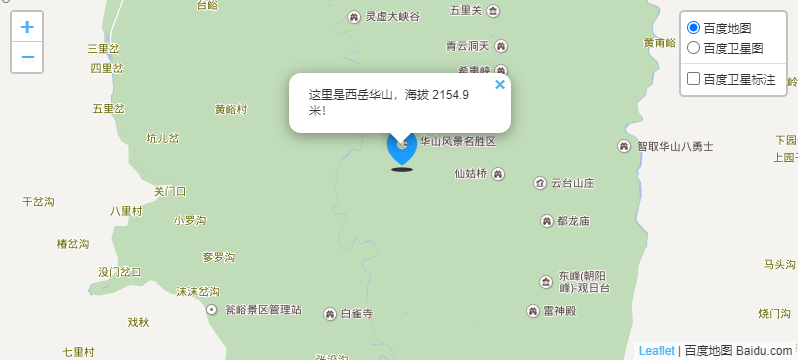 台峪
灵虚大峡谷
五里关
+
−
三里岔
四里岔
五里岔
坑儿岔
黄峪村
青云洞天
黄甫峪
百度地图
百度卫星图
百度卫星标注
×
这里是西岳华山，海拔 2154.9
米！
华山风景名胜区
智取华山八勇士
仙姑桥
云台山庄
关门口
干岔沟
八里村
小罗沟
椿岔沟
没门岔口
奓罗沟
都龙庙
马头沟
沫沫岔沟
瓮峪景区管理站
戏秋
白雀寺
东峰(朝阳
峰)-观日台
雷神殿
烧门沟
七里村
Leaflet | 百度地图 Baidu.com